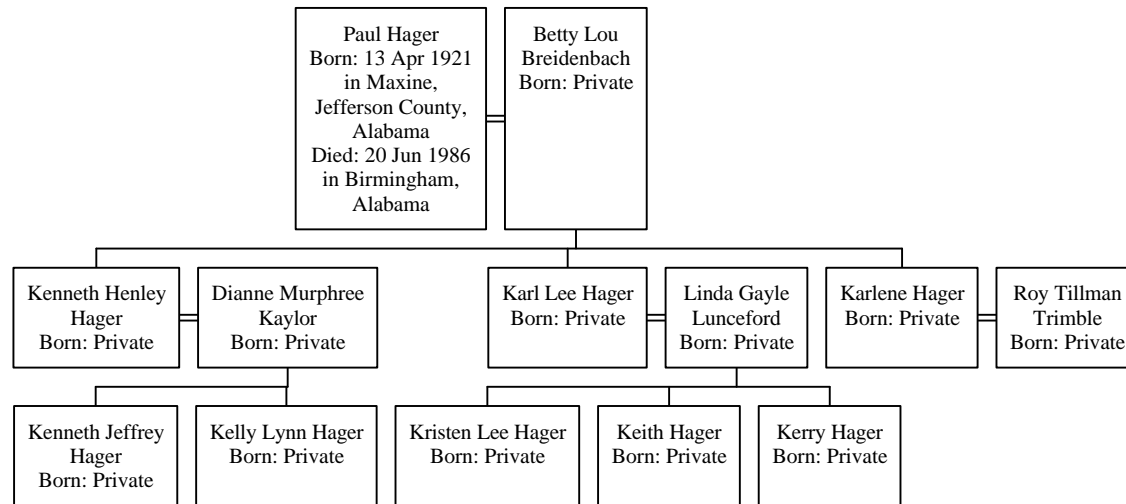 Paul Hager
Born: 13 Apr 1921
in Maxine,
Jefferson County,
Alabama
Died: 20 Jun 1986
in Birmingham,
Alabama
Betty Lou
Breidenbach
Born: Private
Kenneth Henley
Hager
Born: Private
Dianne Murphree
Kaylor
Born: Private
Karl Lee Hager
Born: Private
Linda Gayle
Lunceford
Born: Private
Karlene Hager
Born: Private
Roy Tillman
Trimble
Born: Private
Kenneth Jeffrey
Hager
Born: Private
Kelly Lynn Hager
Born: Private
Kristen Lee Hager
Born: Private
Keith Hager
Born: Private
Kerry Hager
Born: Private